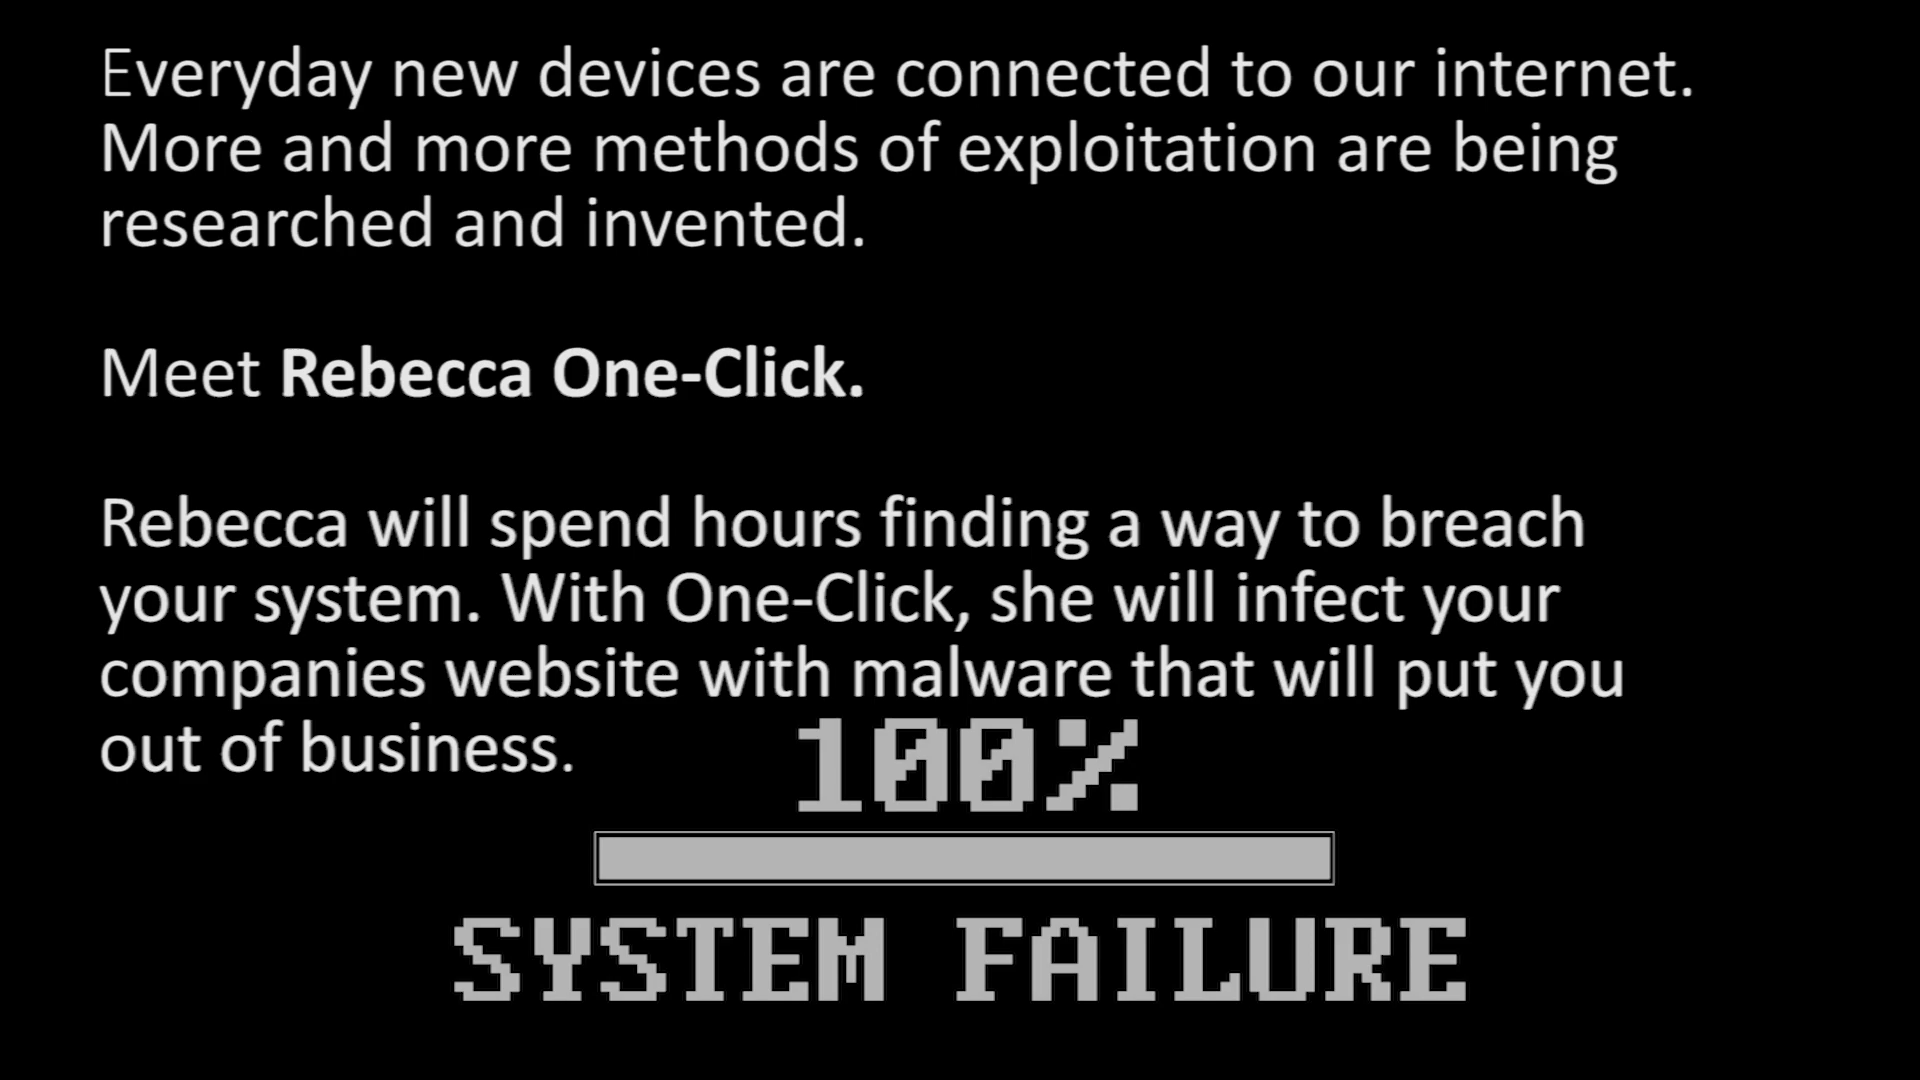 Everyday new devices are connected to our internet.
More and more methods of exploitation are being
researched and invented.
Meet Rebecca One-Click.
Rebecca will spend hours finding a way to breach
your system. With One-Click, she will infect your
companies website with malware that will put you
out of business.
100%
SYSTEM FAILURE